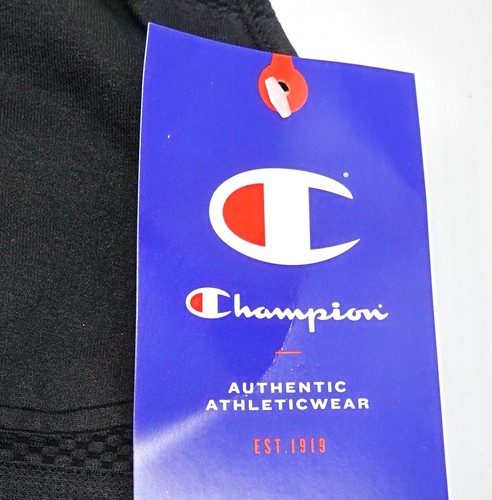 Champion
AUTHENTIC
ATHLETICWEAR
EST.1919